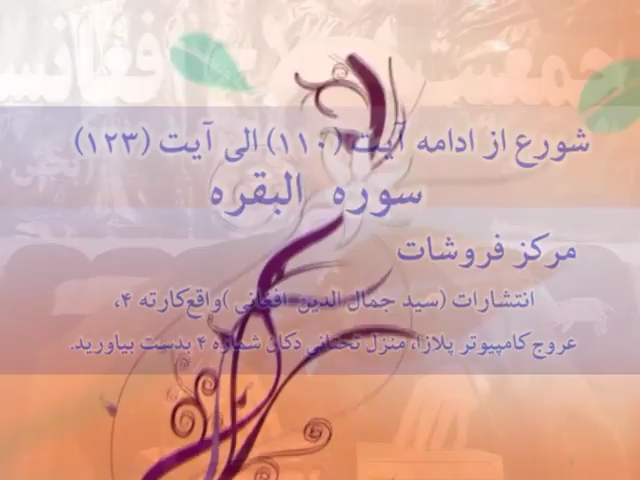 شورع از ادامه آیت (۱۱۰) الی آیت (۱۲۳)
سوره البقره
مرکز فروشات
انتشارات (سید جمال الدین افغانی )واقع کارته ۴،
عروج کامپیوتر پلازا، منزل تحتانی دکان شماره ۴ بدست بیاورید.